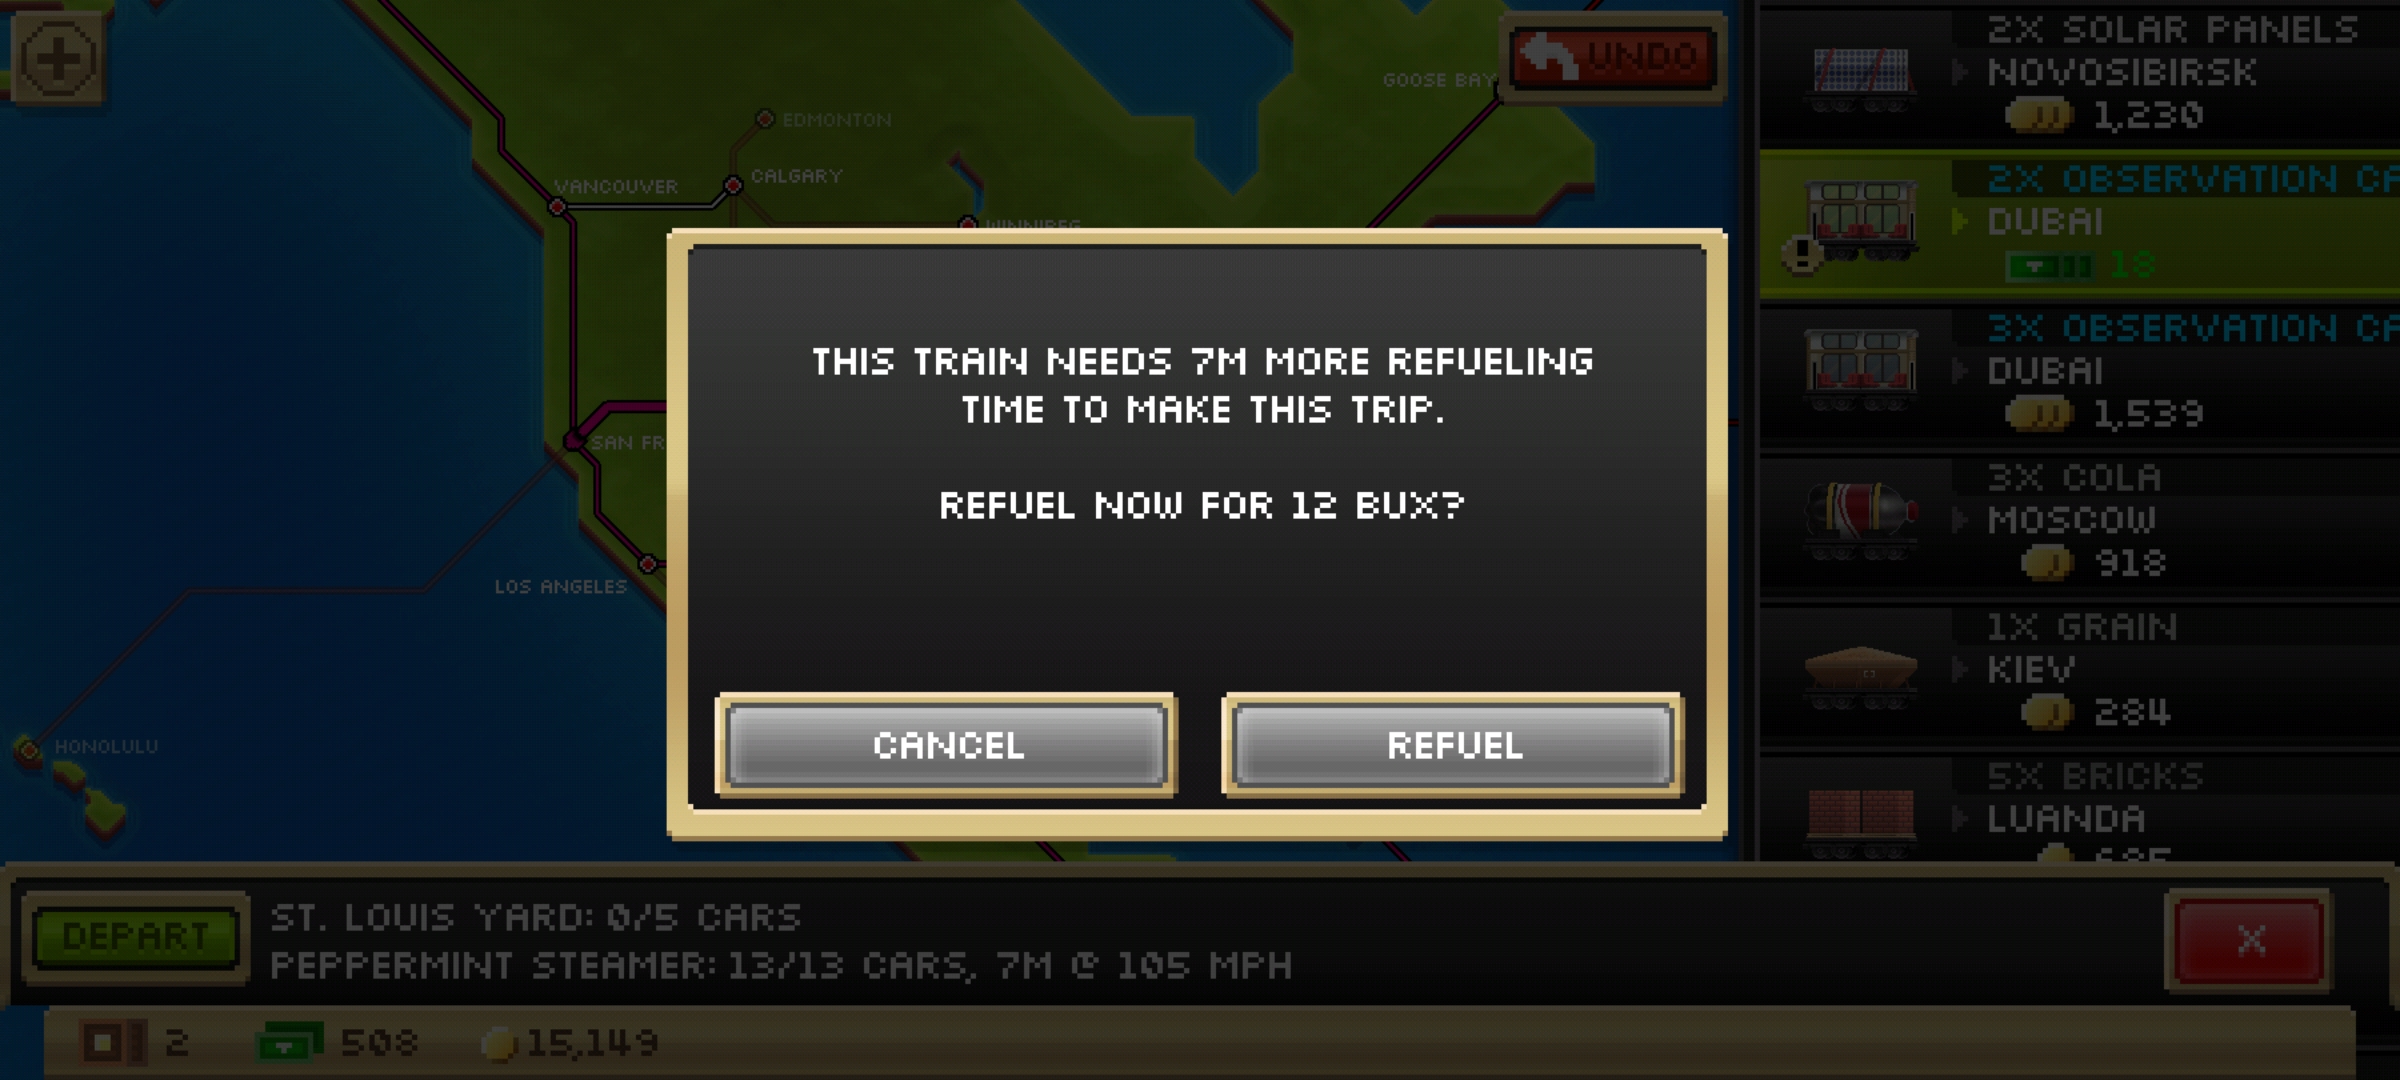 UNDO
GOOSE BAY
EDMONTON
CALGARY
VANCOUVER
WINNIPEG
SAN FR
LOS ANGELES
HONOLULU
THIS TRAIN NEEDS 7M MORE REFUELING
TIME TO MAKE THIS TRIP.
REFUEL NOW FOR 12 BUX?
CANCEL
REFUEL
2X SOLAR PANELS
NOVOSIBIRSK
1,230
2X OBSERVATION CA
DUBAI
18
3X OBSERVATION CA
DUBAI
1,539
3X COLA
MOSCOW
918
1X GRAIN
KIEV
284
5X BRICKS
LUANDA
DEPART
ST. LOUIS YARD: 0/5 CARS
PEPPERMINT STEAMER: 13/13 CARS, 7M @ 105 MPH
X
2
508
15,149